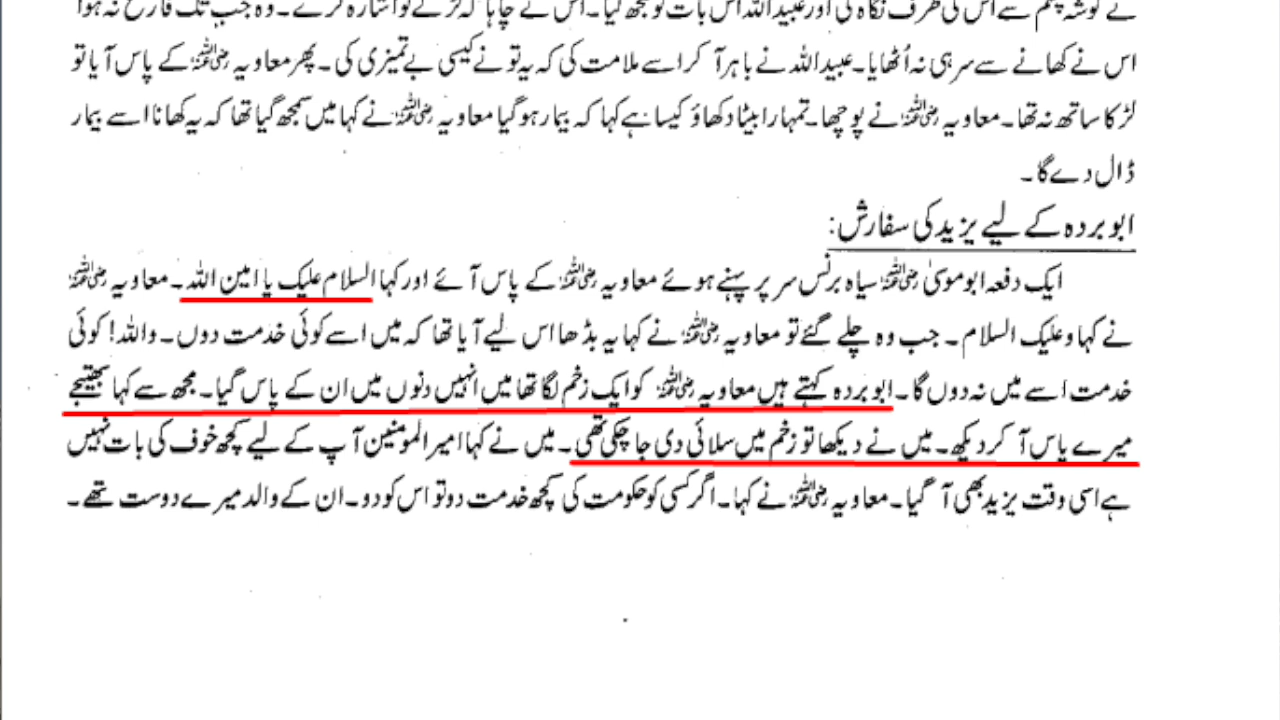 نے گوشہ چشم سے اس کی طرف نگاہ کی اور عبید اللہ اس بات کو سمجھ گیا۔ اس نے چاہا کہ لڑکے کو اشارہ کرے۔ وہ جب تک فارغ نہ ہوا
اس نے کھانے سے سر ہی نہ اُٹھایا۔ عبید اللہ نے باہر آ کر اسے ملامت کی کہ یہ تو نے کیسی بے تمیزی کی۔ پھر معاویہ رضی اللہ عنہ کے پاس آیا تو
لڑکا ساتھ نہ تھا۔ معاویہ رضی اللہ عنہ نے پوچھا۔ تمہارا بیٹا دکھاؤ کیسا ہے کہا کہ بیمار ہو گیا معاویہ رضی اللہ عنہ نے کہا میں سمجھ گیا تھا کہ یہ کھانا اسے بیمار
ڈال دے گا۔
ابو بردہ کے لیے یزید کی سفارش:
ایک دفعہ ابو موسیٰ رضی اللہ عنہ سیاہ برنس سر پر پہنے ہوئے معاویہ رضی اللہ عنہ کے پاس آئے اور کہا السلام علیک یا امین اللہ۔ معاویہ رضی اللہ عنہ
نے کہا وعلیک السلام۔ جب وہ چلے گئے تو معاویہ رضی اللہ عنہ نے کہا یہ بڈھا اس لیے آیا تھا کہ میں اسے کوئی خدمت دوں۔ واللہ! کوئی
خدمت اسے میں نہ دوں گا۔ ابو بردہ کہتے ہیں معاویہ رضی اللہ عنہ کو ایک زخم لگا تھا میں انہیں دنوں میں ان کے پاس گیا۔ مجھ سے کہا بھتیجے
میرے پاس آ کر دیکھ۔ میں نے دیکھا تو زخم میں سلائی دی جا چکی تھی۔ میں نے کہا امیر المومنین آپ کے لیے کچھ خوف کی بات نہیں
ہے اسی وقت یزید بھی آ گیا۔ معاویہ رضی اللہ عنہ نے کہا۔ اگر کسی کو حکومت کی کچھ خدمت دو تو اس کو دو۔ ان کے والد میرے دوست تھے۔